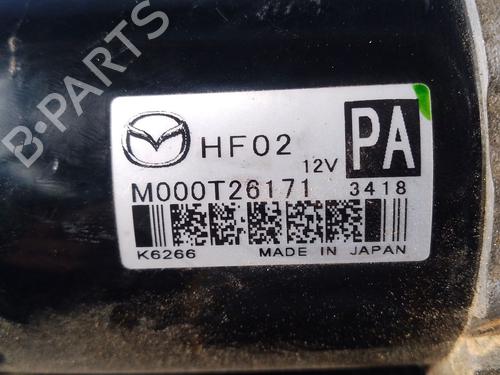 B-PARTS
HF02
12V
PA
M000T26171
3418
K6266
MADE IN JAPAN